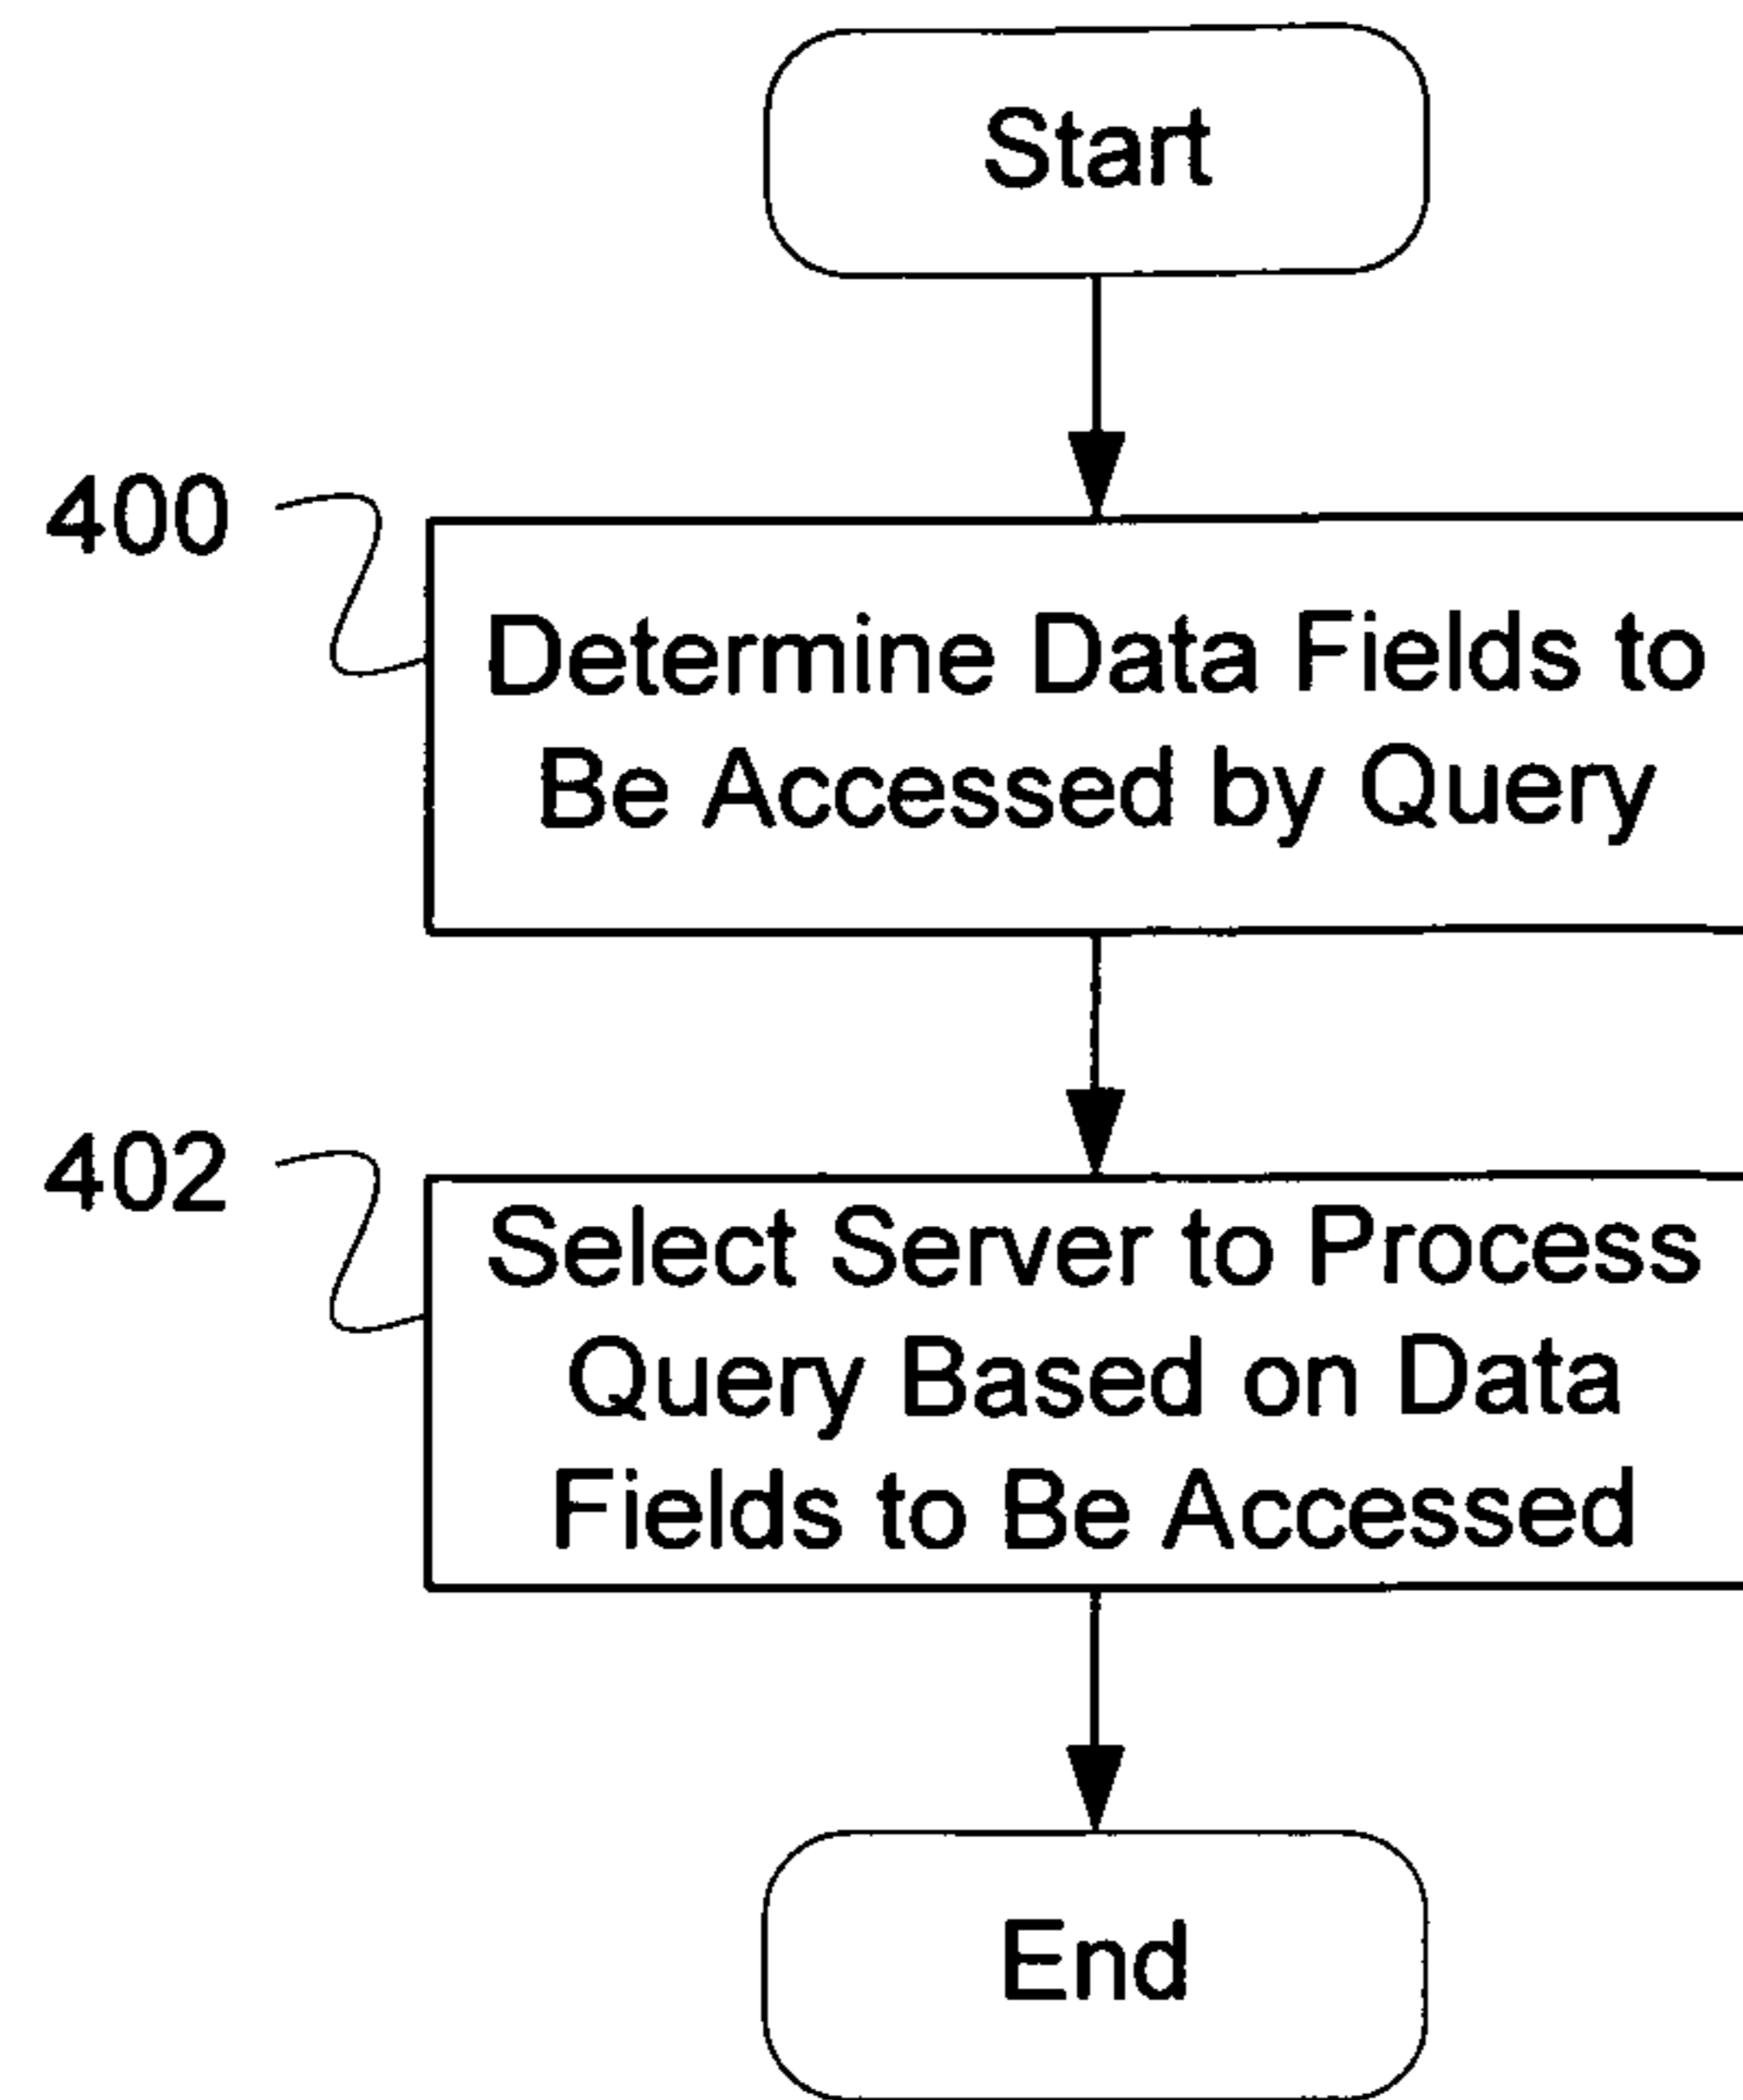 Start
400
Determine Data Fields to
Be Accessed by Query
402
Select Server to Process
Query Based on Data
Fields to Be Accessed
End